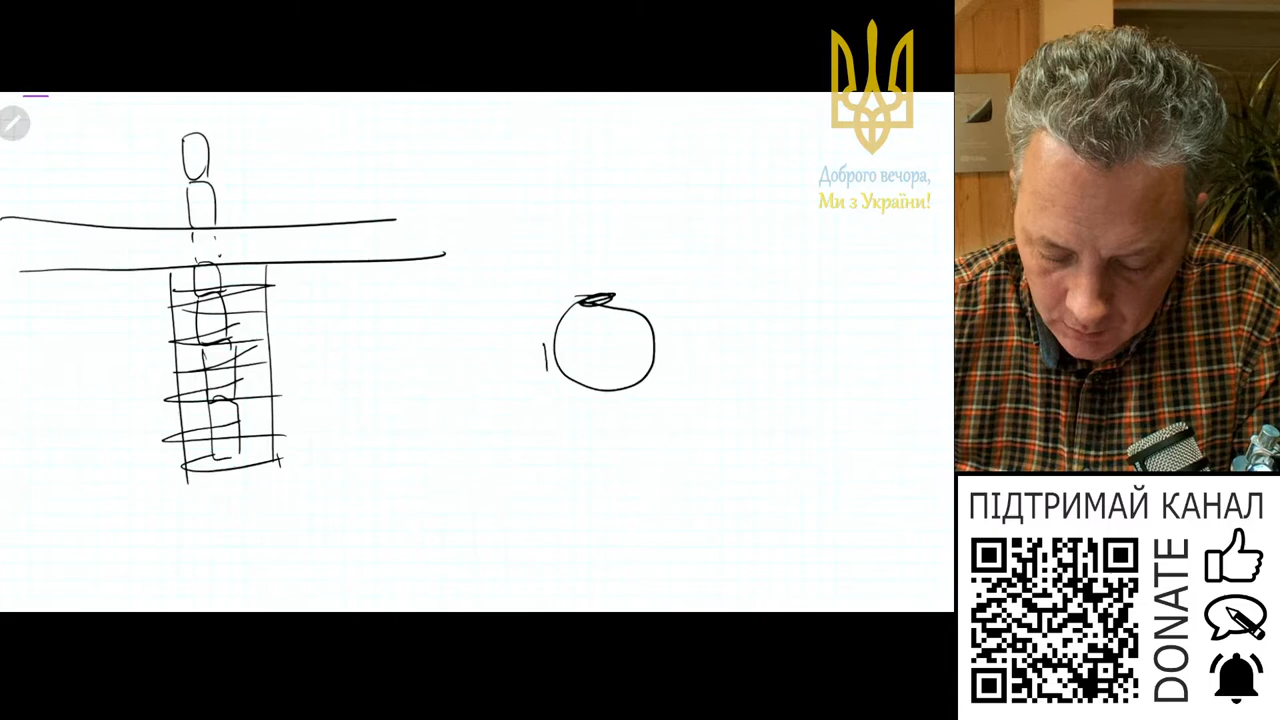 Доброго вечора,
Ми з України!
ПІДТРИМАЙ КАНАЛ
DONATE